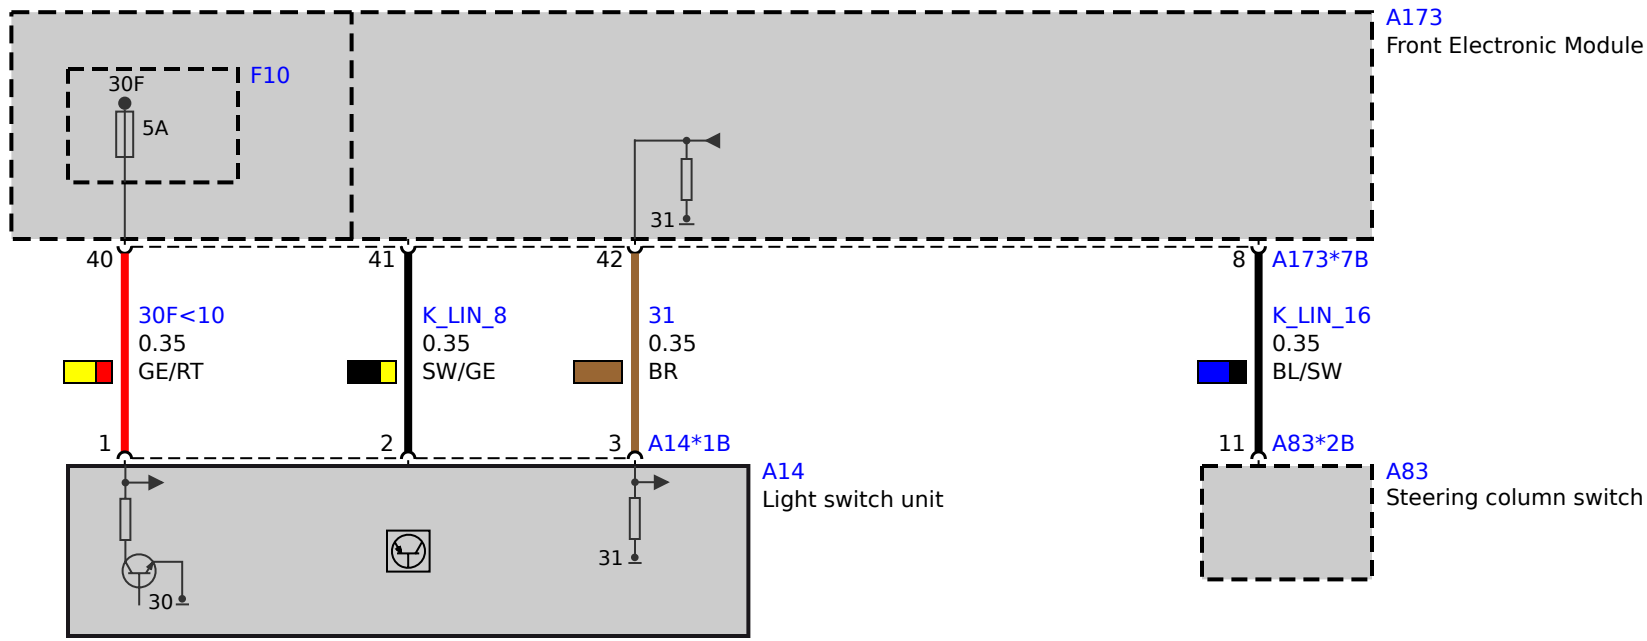 A173
Front Electronic Module
F10
30F
5A
31
40
41
42
8
A173*7B
30F<10
0.35
GE/RT
K_LIN_8
0.35
SW/GE
31
0.35
BR
K_LIN_16
0.35
BL/SW
1
2
3
A14*1B
11
A83*2B
A14
Light switch unit
A83
Steering column switch
30
31